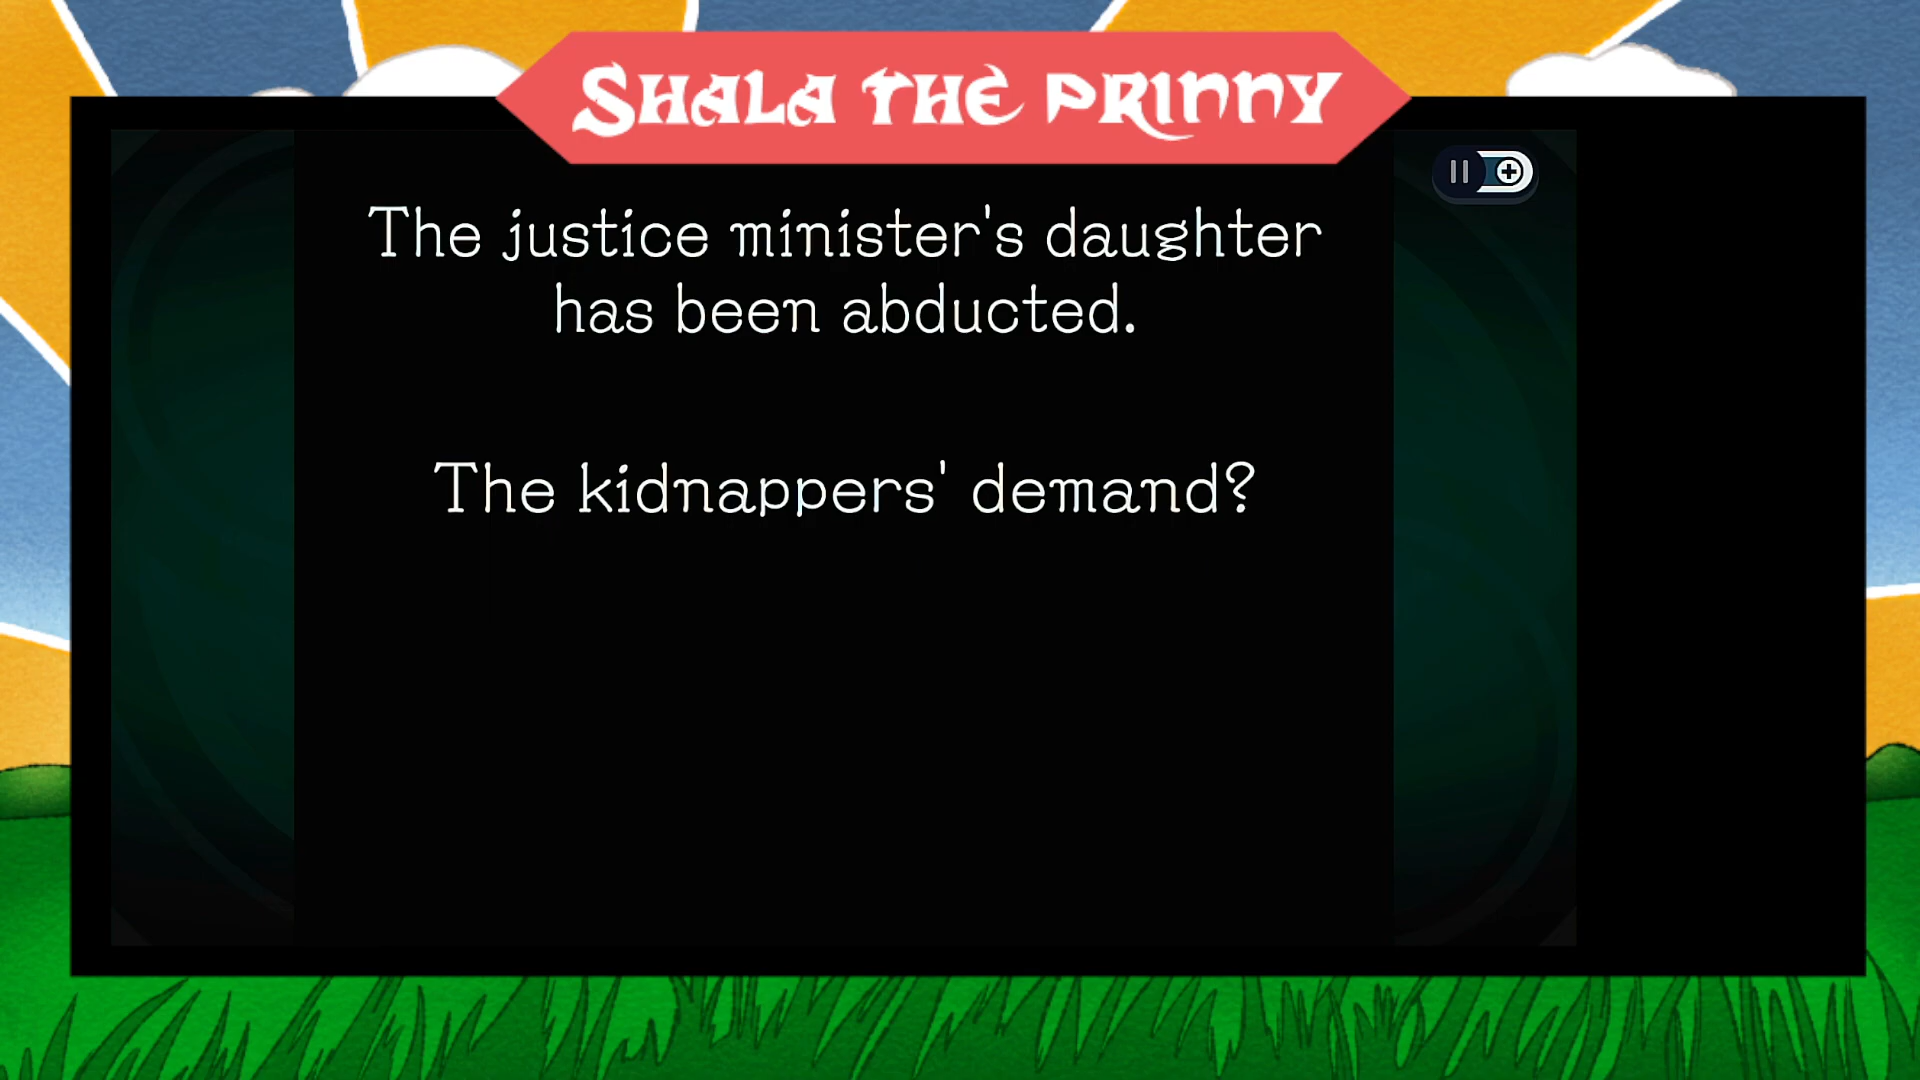 SHALA THE PRINNY
The justice minister's daughter
has been abducted.
The kidnappers' demand?